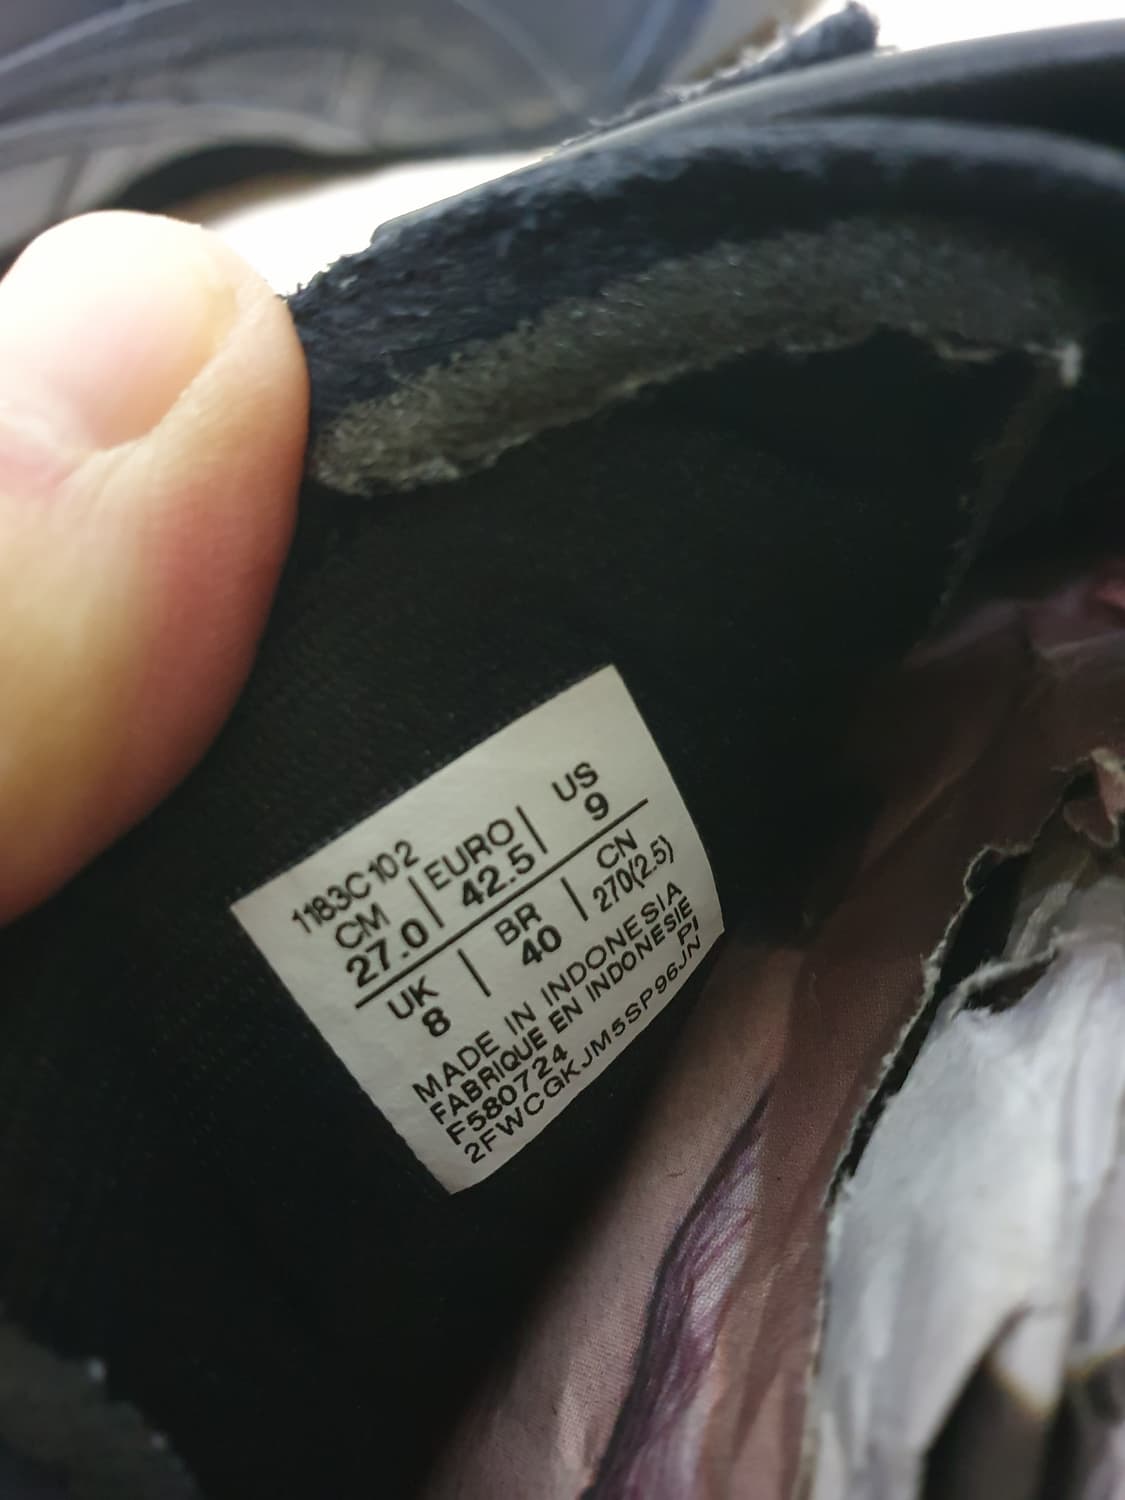 1183C102
CM | EURO | US
27.0 | 42.5 | 9
UK | BR | CN
8 | 40 | 270(2.5)
MADE IN INDONESIA
FABRIQUE EN INDONESIE
F580724 PI
2FWCGKJM5SP96JN